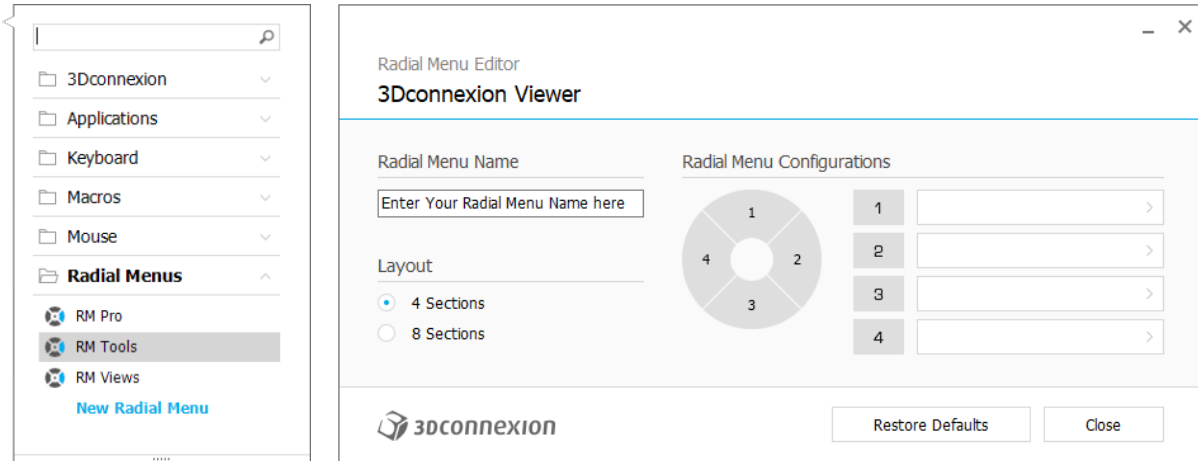 3Dconnexion
Applications
Keyboard
Macros
Mouse
Radial Menus
RM Pro
RM Tools
RM Views
New Radial Menu
Radial Menu Editor
3Dconnexion Viewer
Radial Menu Name
Enter Your Radial Menu Name here
Layout
4 Sections
8 Sections
Radial Menu Configurations
1
2
3
4
1
2
3
4
3Dconnexion
Restore Defaults
Close